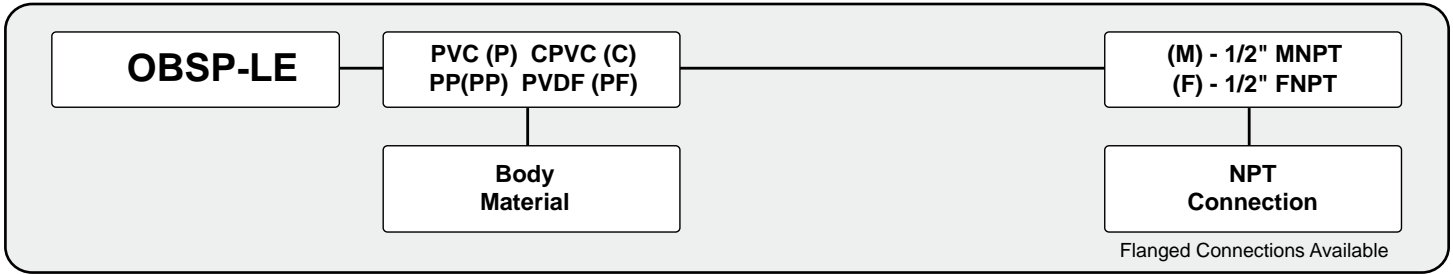 OBSP-LE
PVC (P) CPVC (C)
PP(PP) PVDF (PF)
(M) - 1/2" MNPT
(F) - 1/2" FNPT
Body
Material
NPT
Connection
Flanged Connections Available